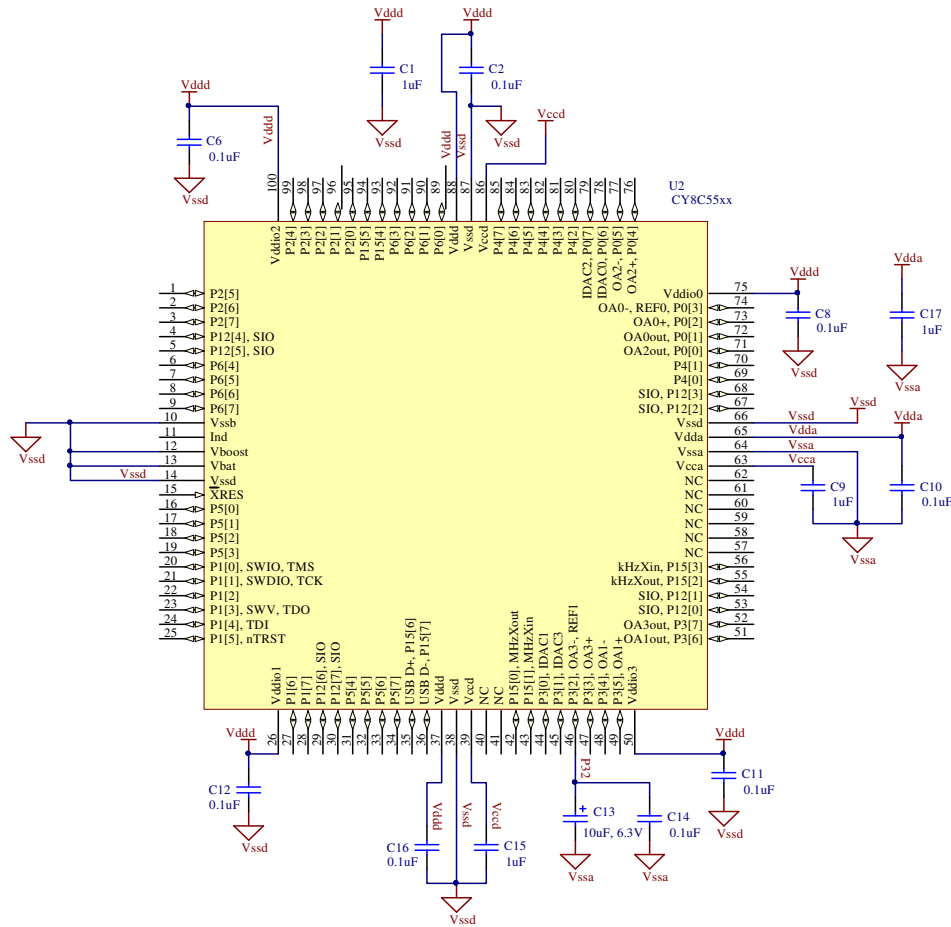 Vddd
Vddd
C1
1uF
Vssd
C2
0.1uF
Vssd
Vddd
Vssd
Vccd
Vddd
Vddd
C6
0.1uF
Vssd
U2
CY8C55xx
100 Vddio2
99 P2[4]
98 P2[3]
97 P2[2]
96 P2[1]
95 P2[0]
94 P15[5]
93 P15[4]
92 P6[3]
91 P6[2]
90 P6[1]
89 P6[0]
88 Vddd
87 Vssd
86 Vccd
85 P4[7]
84 P4[6]
83 P4[5]
82 P4[4]
81 P4[3]
80 P4[2]
79 IDAC2, P0[7]
78 IDAC0, P0[6]
77 OA2-, P0[5]
76 OA2+, P0[4]
1 P2[5]
2 P2[6]
3 P2[7]
4 P12[4], SIO
5 P12[5], SIO
6 P6[4]
7 P6[5]
8 P6[6]
9 P6[7]
10 Vssb
11 Ind
12 Vboost
13 Vbat
14 Vssd
15 XRES
16 P5[0]
17 P5[1]
18 P5[2]
19 P5[3]
20 P1[0], SWIO, TMS
21 P1[1], SWDIO, TCK
22 P1[2]
23 P1[3], SWV, TDO
24 P1[4], TDI
25 P1[5], nTRST
Vssd
Vssd
Vddio0 75
OA0-, REF0, P0[3] 74
OA0+, P0[2] 73
OA0out, P0[1] 72
OA2out, P0[0] 71
P4[1] 70
P4[0] 69
SIO, P12[3] 68
SIO, P12[2] 67
Vssd 66
Vdda 65
Vssa 64
Vcca 63
NC 62
NC 61
NC 60
NC 59
NC 58
NC 57
kHzXin, P15[3] 56
kHzXout, P15[2] 55
SIO, P12[1] 54
SIO, P12[0] 53
OA3out, P3[7] 52
OA1out, P3[6] 51
Vddd
C8
0.1uF
Vssd
Vdda
C17
1uF
Vssa
Vssd
Vssd
Vdda
Vdda
Vssa
Vcca
C9
1uF
C10
0.1uF
Vssa
26 Vddio1
27 P1[6]
28 P1[7]
29 P12[6], SIO
30 P12[7], SIO
31 P5[4]
32 P5[5]
33 P5[6]
34 P5[7]
35 USB D+, P15[6]
36 USB D-, P15[7]
37 Vddd
38 Vssd
39 Vccd
40 NC
41 NC
42 P15[0], MHzXout
43 P15[1], MHzXin
44 P3[0], IDAC1
45 P3[1], IDAC3
46 P3[2], OA3-, REF1
47 P3[3], OA3+
48 P3[4], OA1-
49 P3[5], OA1+
50 Vddio3
Vddd
C12
0.1uF
Vssd
Vddd
Vssd
Vccd
C16
0.1uF
C15
1uF
Vssd
P32
C13
10uF, 6.3V
Vssa
C14
0.1uF
Vssa
Vddd
C11
0.1uF
Vssd